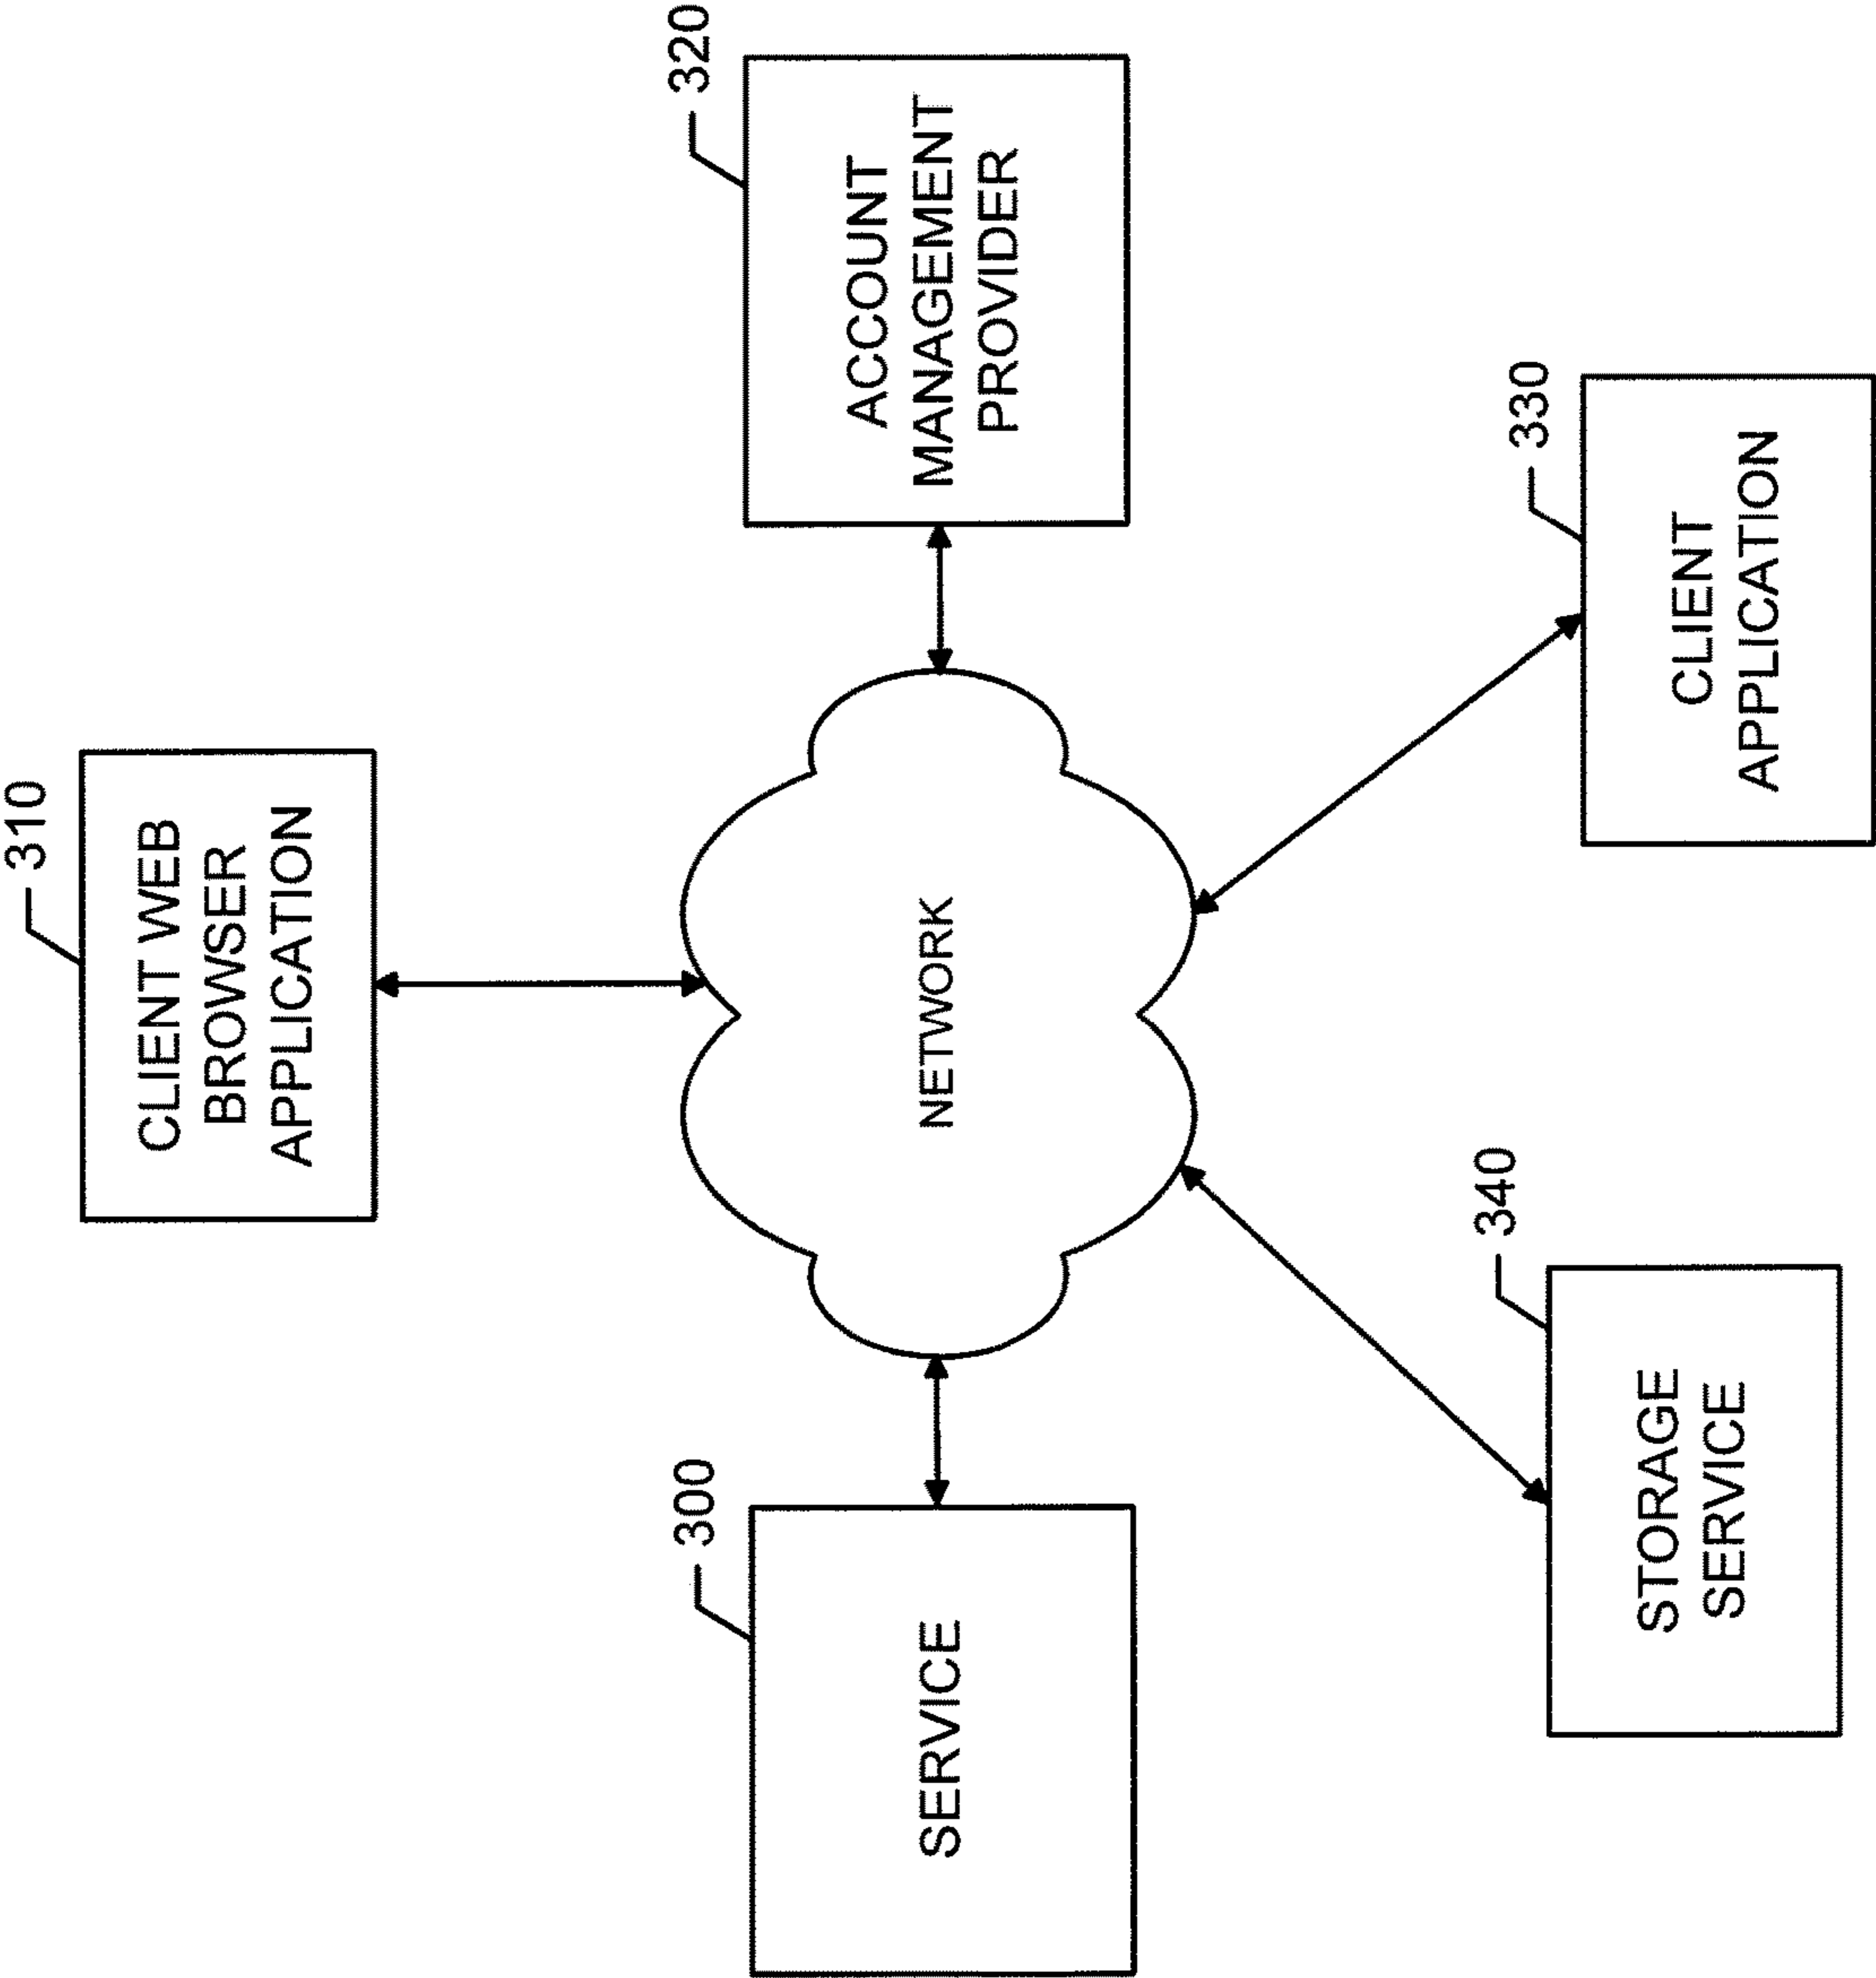 310
CLIENT WEB
BROWSER
APPLICATION
300
SERVICE
NETWORK
320
ACCOUNT
MANAGEMENT
PROVIDER
340
STORAGE
SERVICE
330
CLIENT
APPLICATION